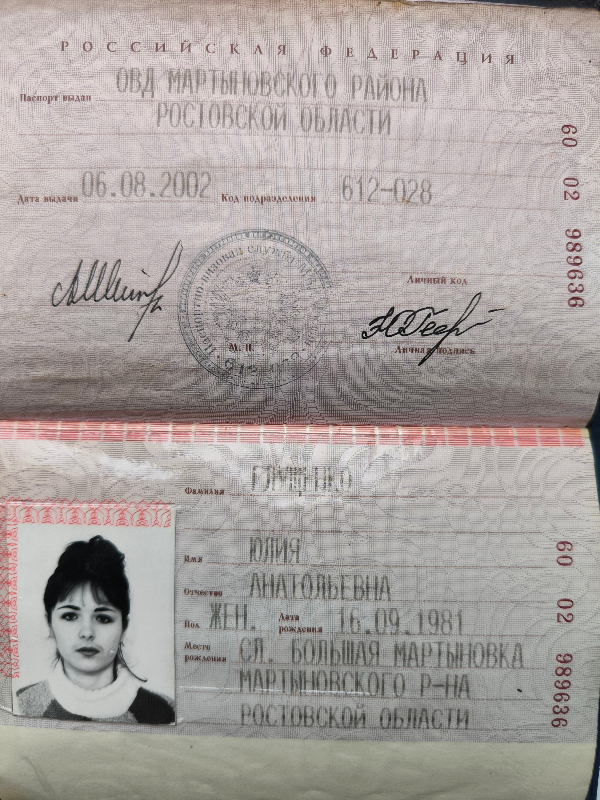 РОССИЙСКАЯ ФЕДЕРАЦИЯ
Паспорт выдан ОВД МАРТЫНОВСКОГО РАЙОНА
РОСТОВСКОЙ ОБЛАСТИ
Дата выдачи 06.08.2002 Код подразделения 612-028
Личный код
М. П.
Личная подпись
60 02 989636
Фамилия
Имя ЮЛИЯ
Отчество АНАТОЛЬЕВНА
Пол ЖЕН. Дата рождения 16.09.1981
Место рождения СЛ. БОЛЬШАЯ МАРТЫНОВКА
МАРТЫНОВСКОГО Р-НА
РОСТОВСКОЙ ОБЛАСТИ
60 02 989636